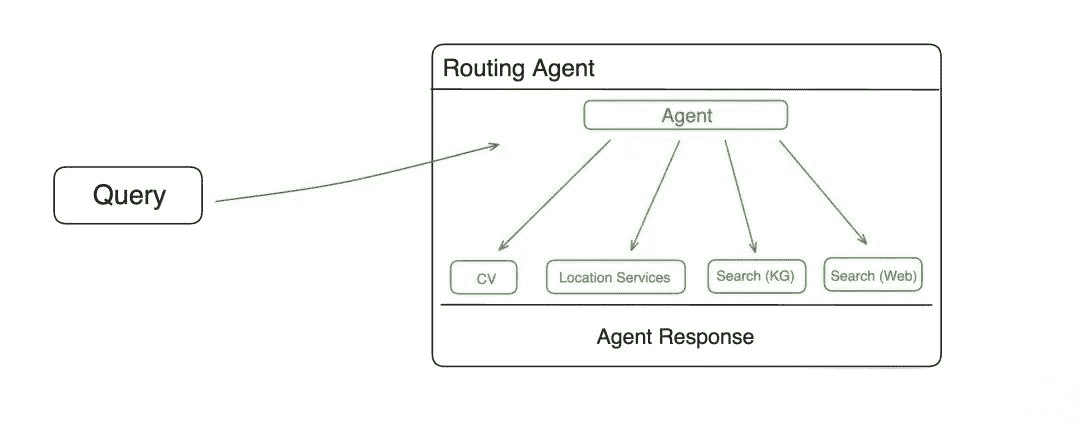 Routing Agent
Agent
Query
CV
Location Services
Search (KG)
Search (Web)
Agent Response